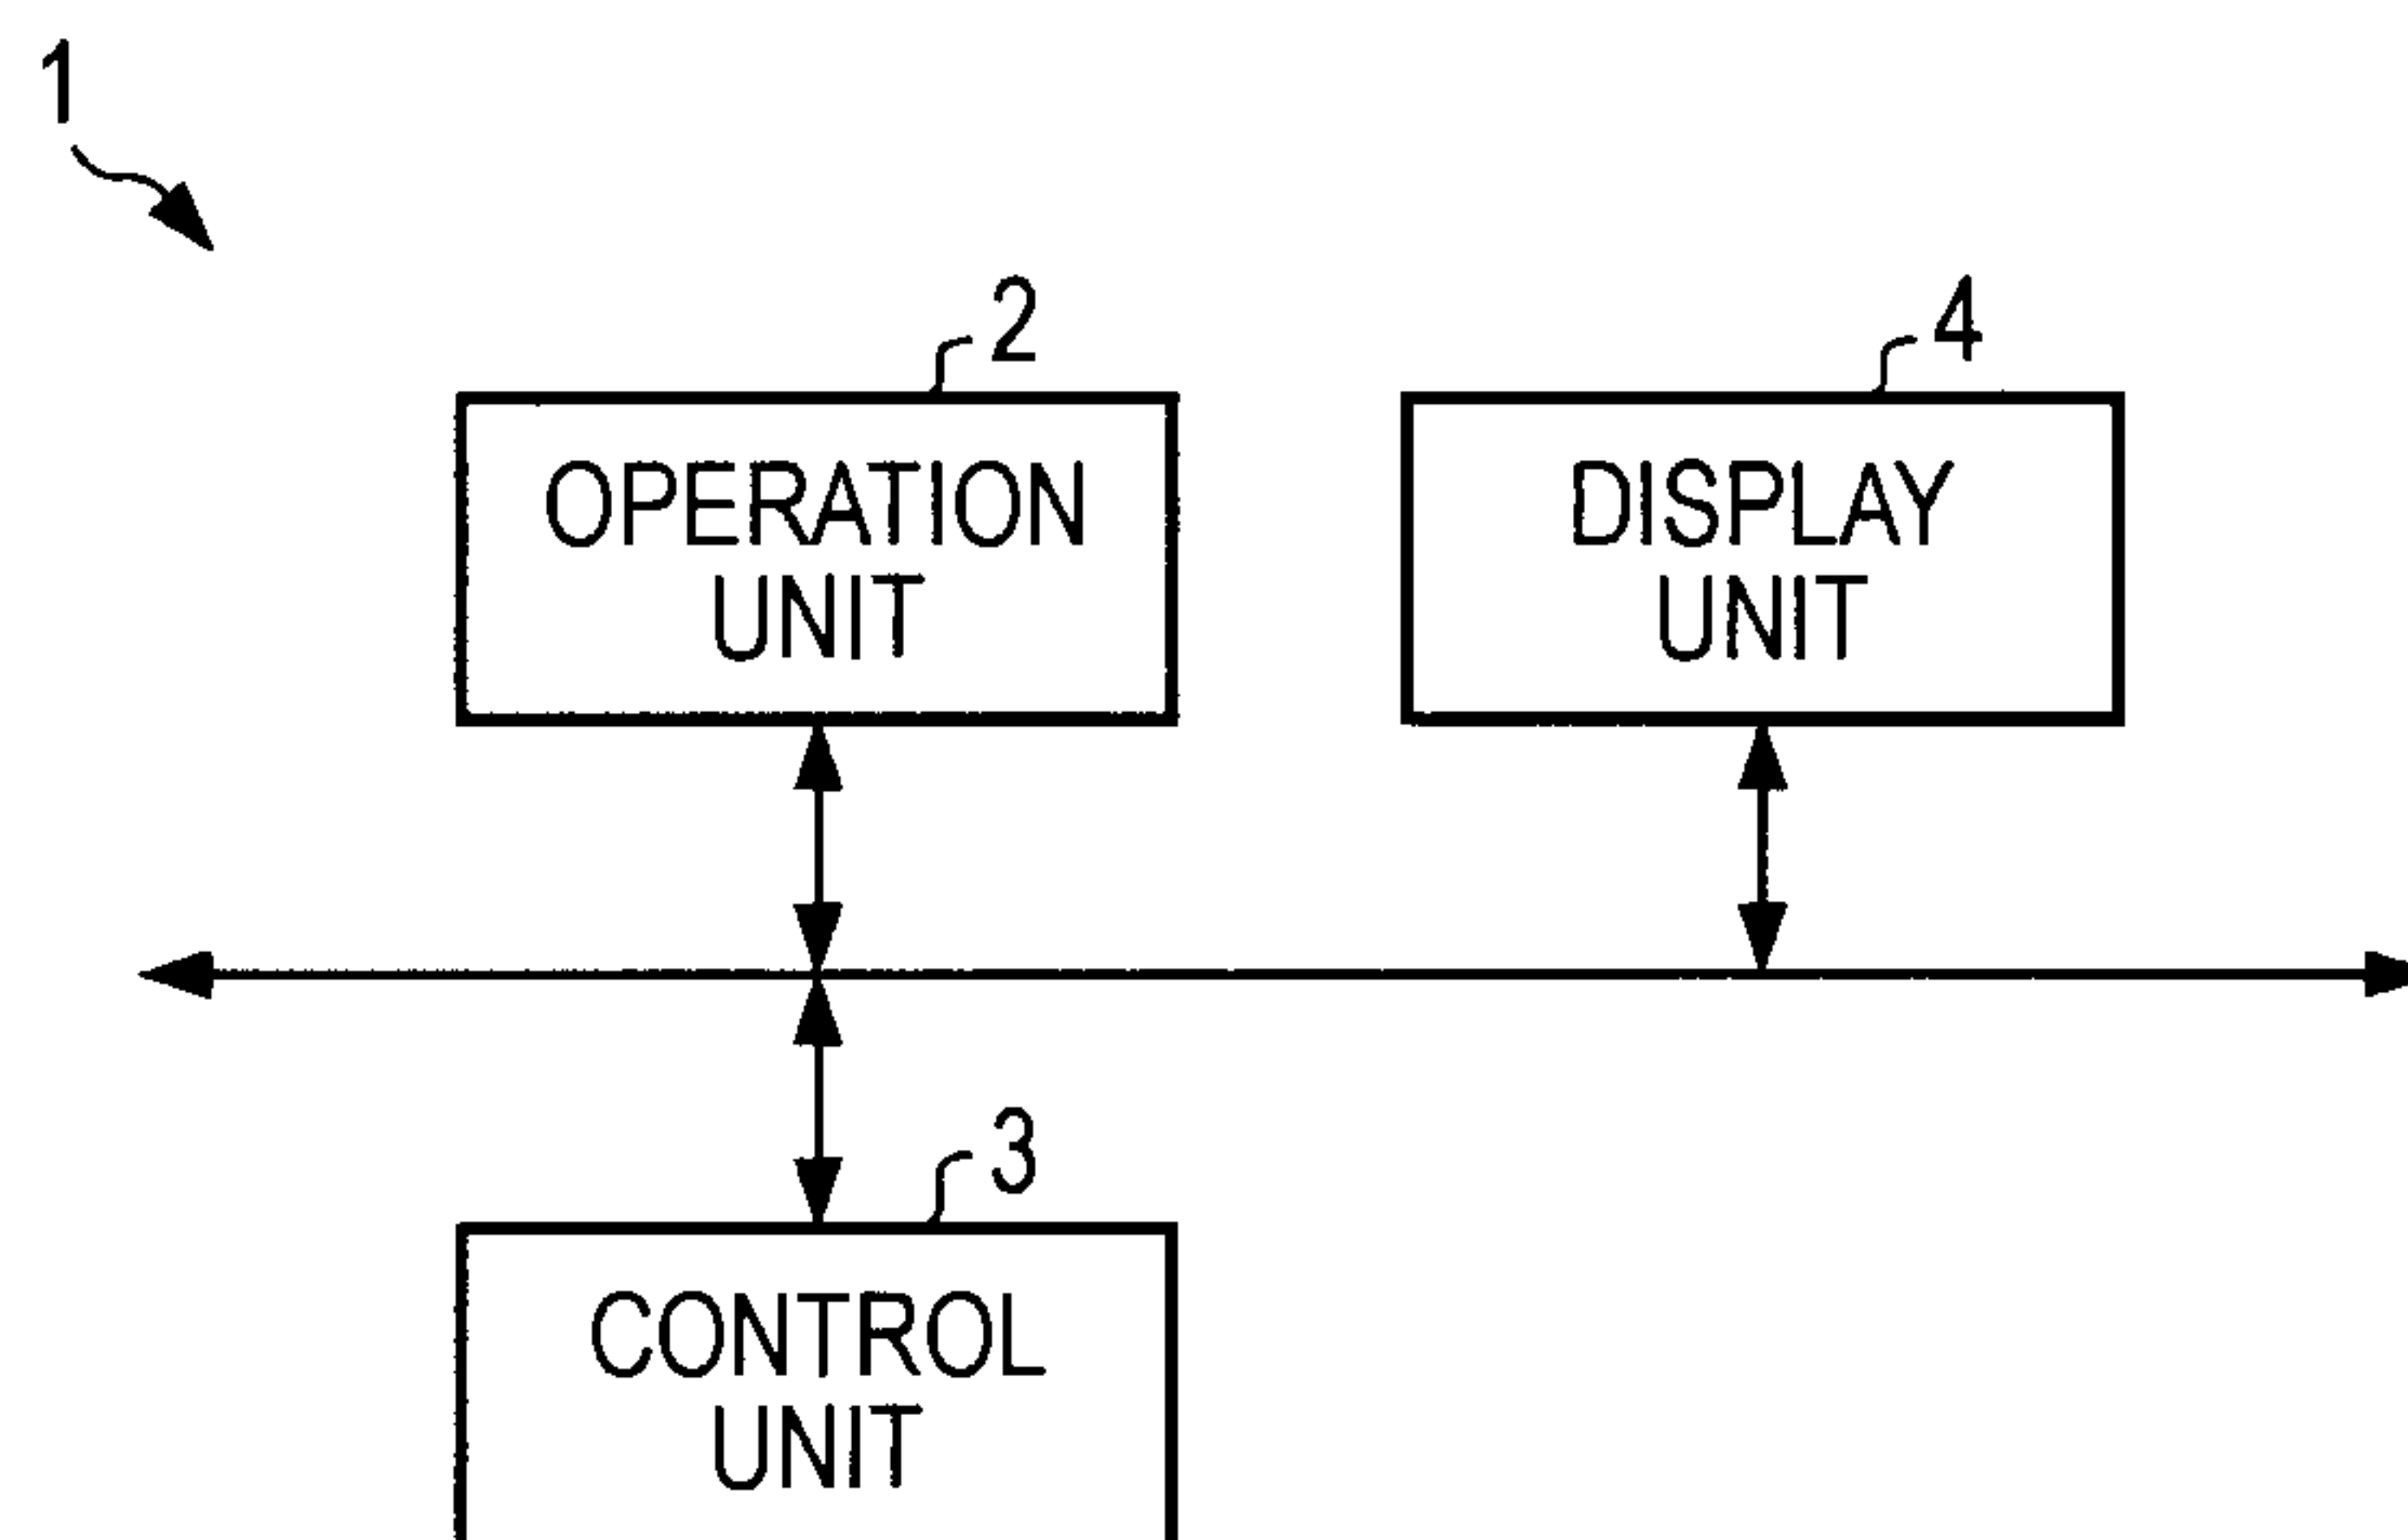 1
2
4
OPERATION
UNIT
DISPLAY
UNIT
3
CONTROL
UNIT